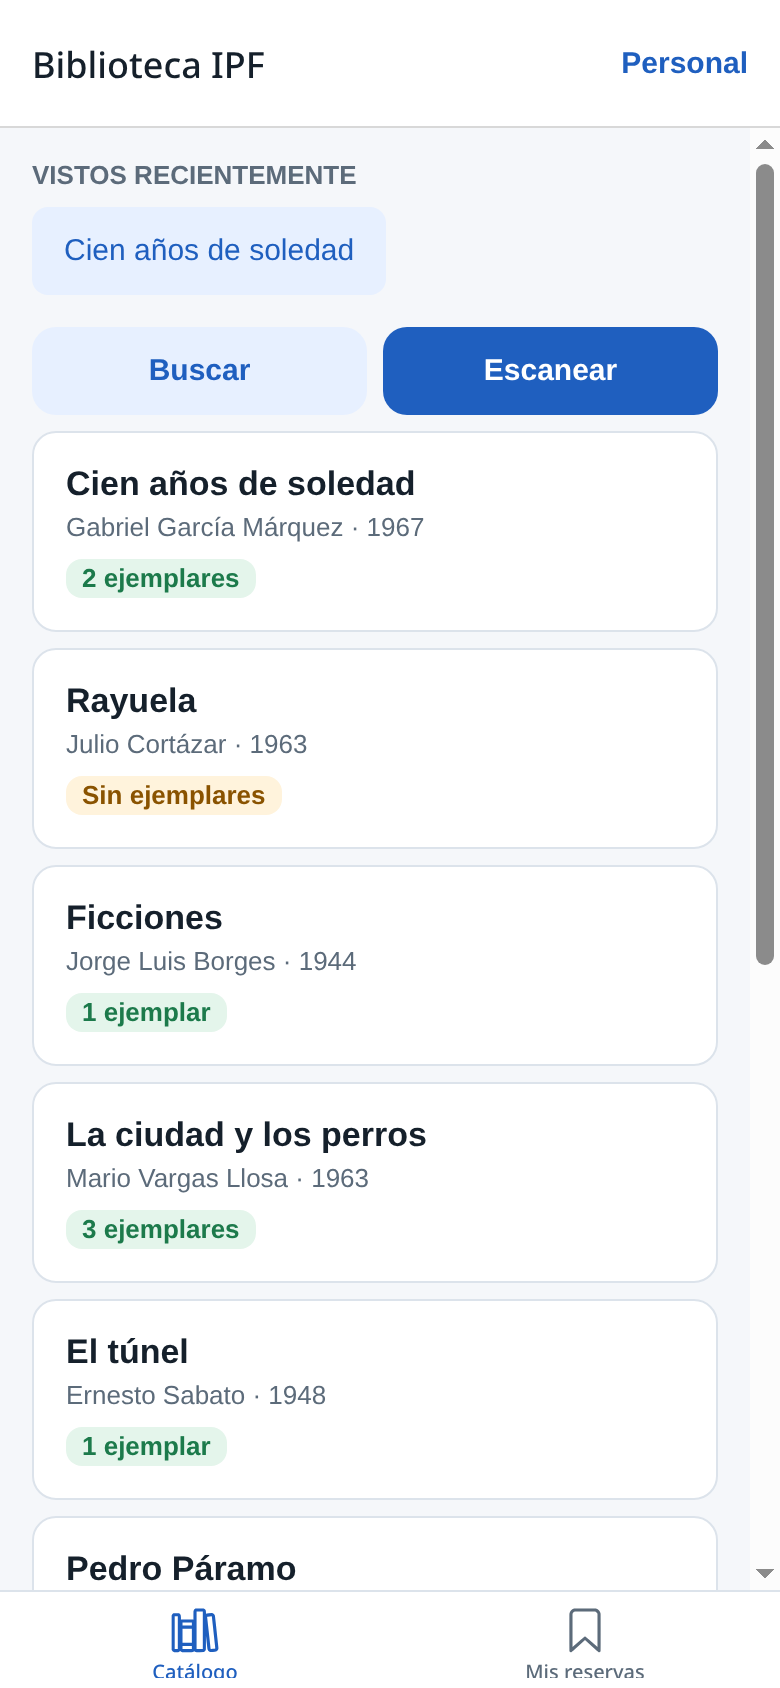 Biblioteca IPF
Personal
VISTOS RECIENTEMENTE
Cien años de soledad
Buscar
Escanear
Cien años de soledad
Gabriel García Márquez · 1967
2 ejemplares
Rayuela
Julio Cortázar · 1963
Sin ejemplares
Ficciones
Jorge Luis Borges · 1944
1 ejemplar
La ciudad y los perros
Mario Vargas Llosa · 1963
3 ejemplares
El túnel
Ernesto Sabato · 1948
1 ejemplar
Pedro Páramo
Catálogo
Mis reservas